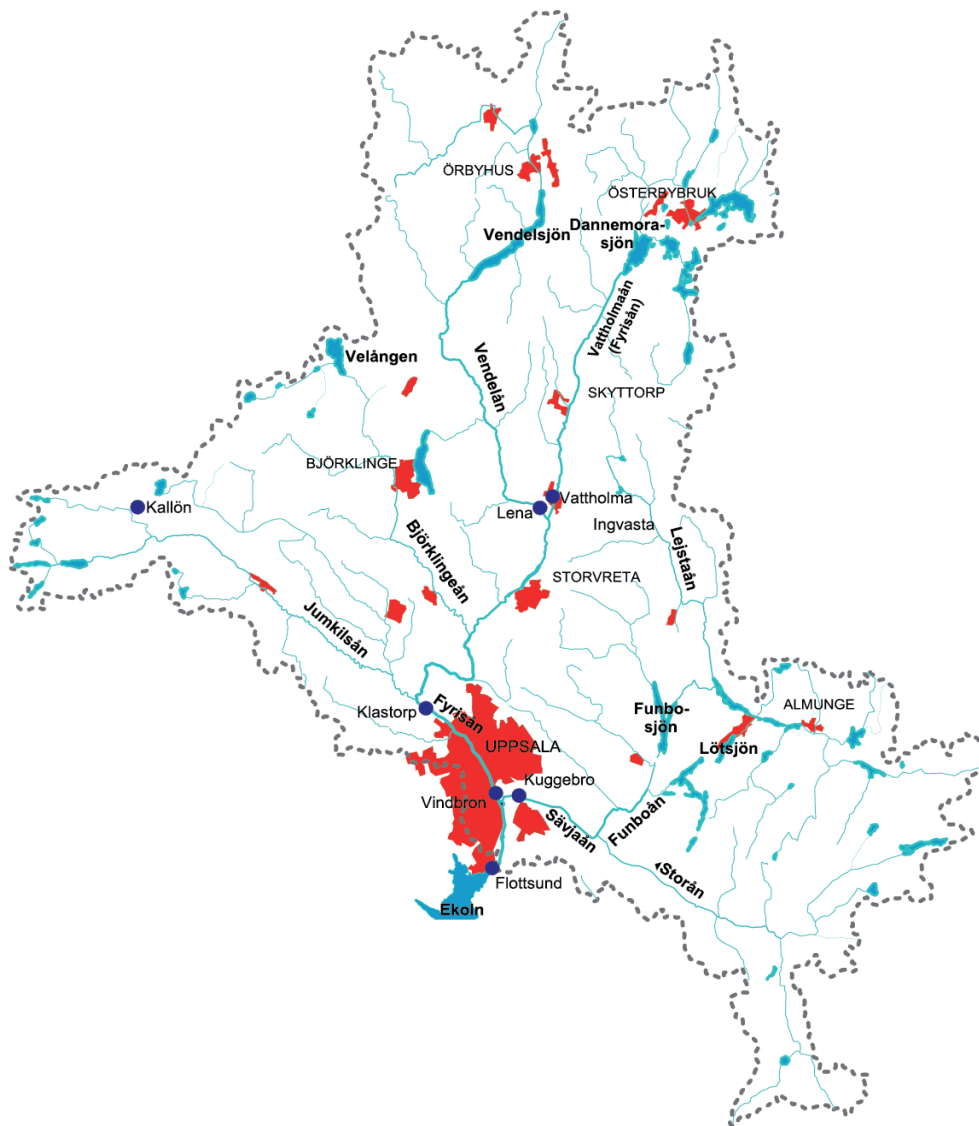 ÖRBYHUS
ÖSTERBYBRUK
Vendelsjön
Dannemora-
sjön
Vattholmaån
(Fyrisån)
Velången
Vendelån
SKYTTORP
BJÖRKLINGE
Kallön
Lena
Vattholma
Ingvasta
Björklingeån
Lejstaån
STORVRETA
Jumkilsån
Klastorp
Fyrisån
Funbo-
sjön
ALMUNGE
Lötsjön
UPPSALA
Kuggebro
Vindbron
Sävjaån
Funboån
Storån
Flottsund
Ekoln